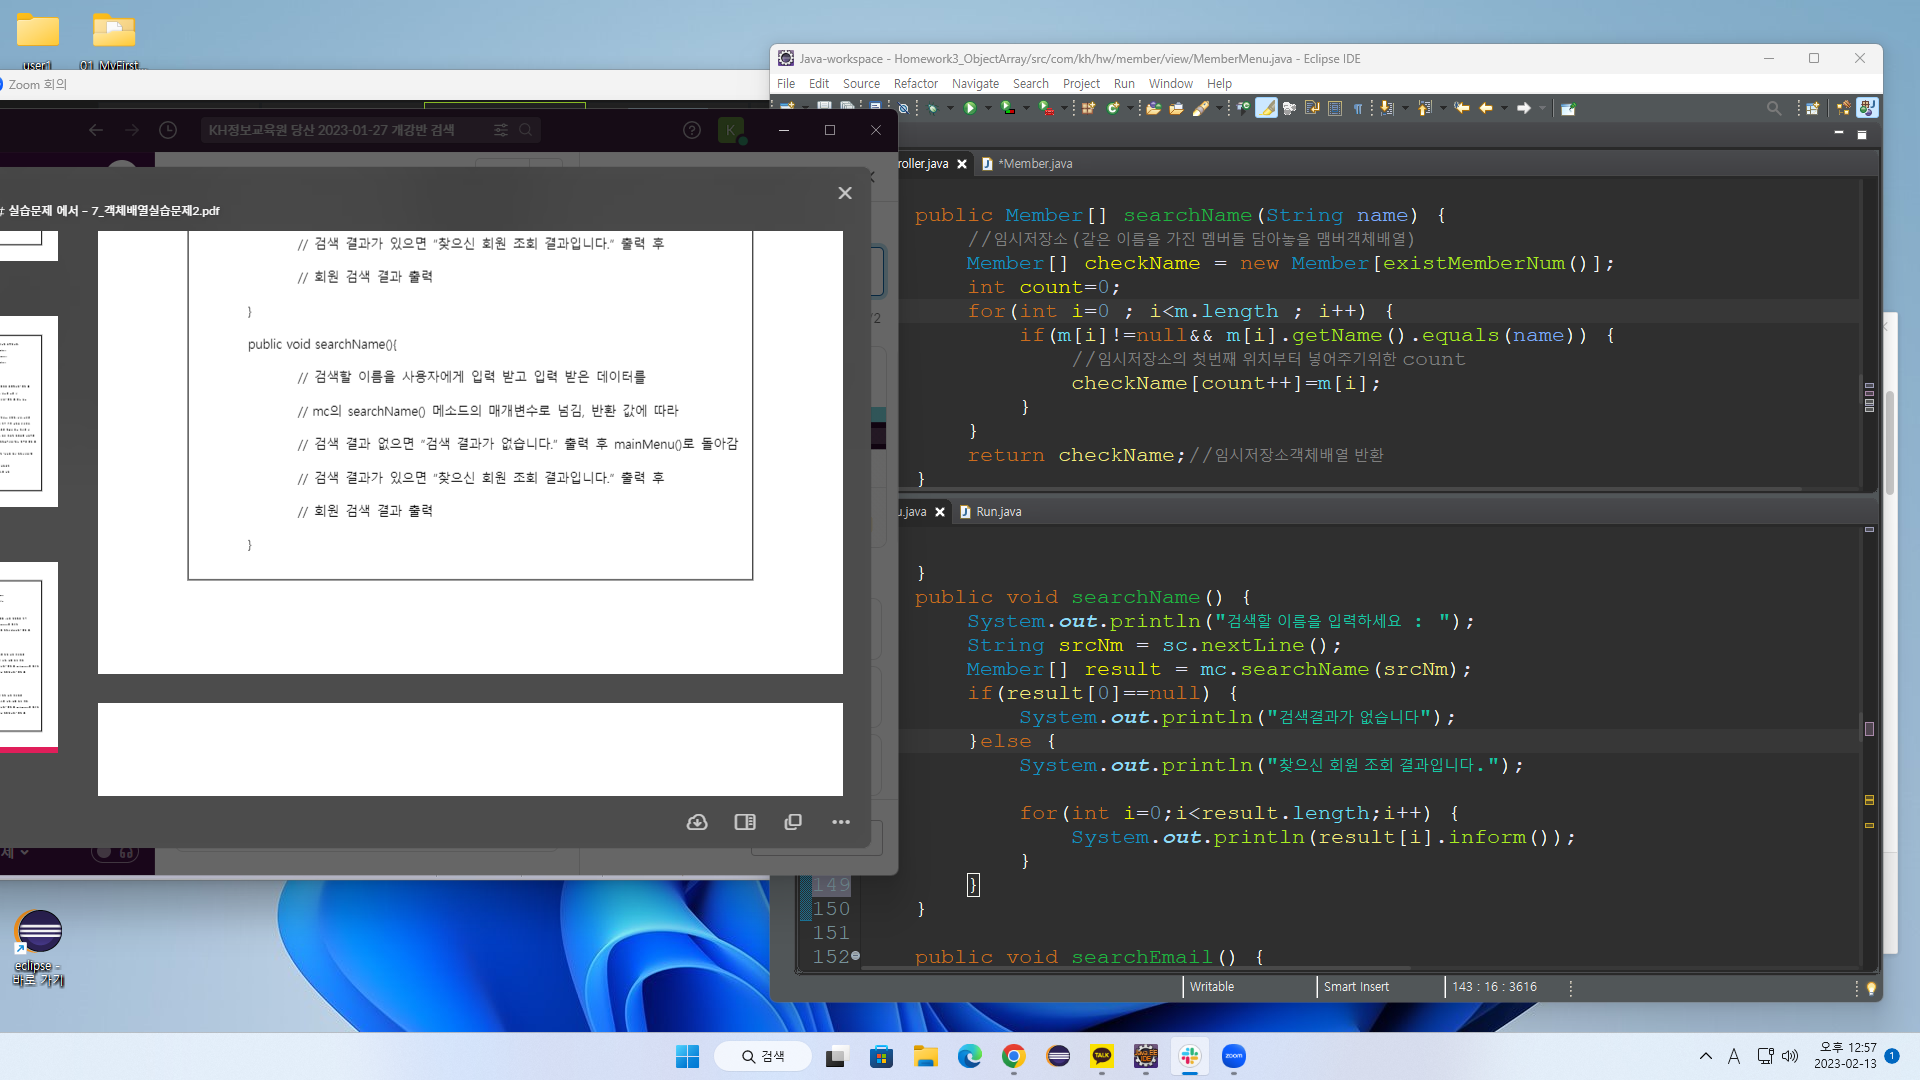 user1
01_MyFirst...
Zoom 회의
KH정보교육원 당산 2023-01-27 개강반 검색
K
# 실습문제 에서 – 7_객체배열실습문제2.pdf
// 검색 결과가 있으면 "찾으신 회원 조회 결과입니다." 출력 후
// 회원 검색 결과 출력
}
public void searchName(){
// 검색할 이름을 사용자에게 입력 받고 입력 받은 데이터를
// mc의 searchName() 메소드의 매개변수로 넘김, 반환 값에 따라
// 검색 결과 없으면 "검색 결과가 없습니다." 출력 후 mainMenu()로 돌아감
// 검색 결과가 있으면 "찾으신 회원 조회 결과입니다." 출력 후
// 회원 검색 결과 출력
}
/2
Java-workspace - Homework3_ObjectArray/src/com/kh/hw/member/view/MemberMenu.java - Eclipse IDE
File Edit Source Refactor Navigate Search Project Run Window Help
roller.java
*Member.java
public Member[] searchName(String name) {
//임시저장소(같은 이름을 가진 멤버들 담아놓을 맴버객체배열)
Member[] checkName = new Member[existMemberNum()];
int count=0;
for(int i=0 ; i<m.length ; i++) {
if(m[i]!=null&& m[i].getName().equals(name)) {
//임시저장소의 첫번째 위치부터 넣어주기위한 count
checkName[count++]=m[i];
}
}
return checkName;//임시저장소객체배열 반환
}
u.java
Run.java
}
public void searchName() {
System.out.println("검색할 이름을 입력하세요 : ");
String srcNm = sc.nextLine();
Member[] result = mc.searchName(srcNm);
if(result[0]==null) {
System.out.println("검색결과가 없습니다");
}else {
System.out.println("찾으신 회원 조회 결과입니다.");
for(int i=0;i<result.length;i++) {
System.out.println(result[i].inform());
}
149 }
150 }
151
152 public void searchEmail() {
Writable
Smart Insert
143 : 16 : 3616
eclipse -
바로 가기
검색
TALK
zoom
A
오후 12:57
2023-02-13
1